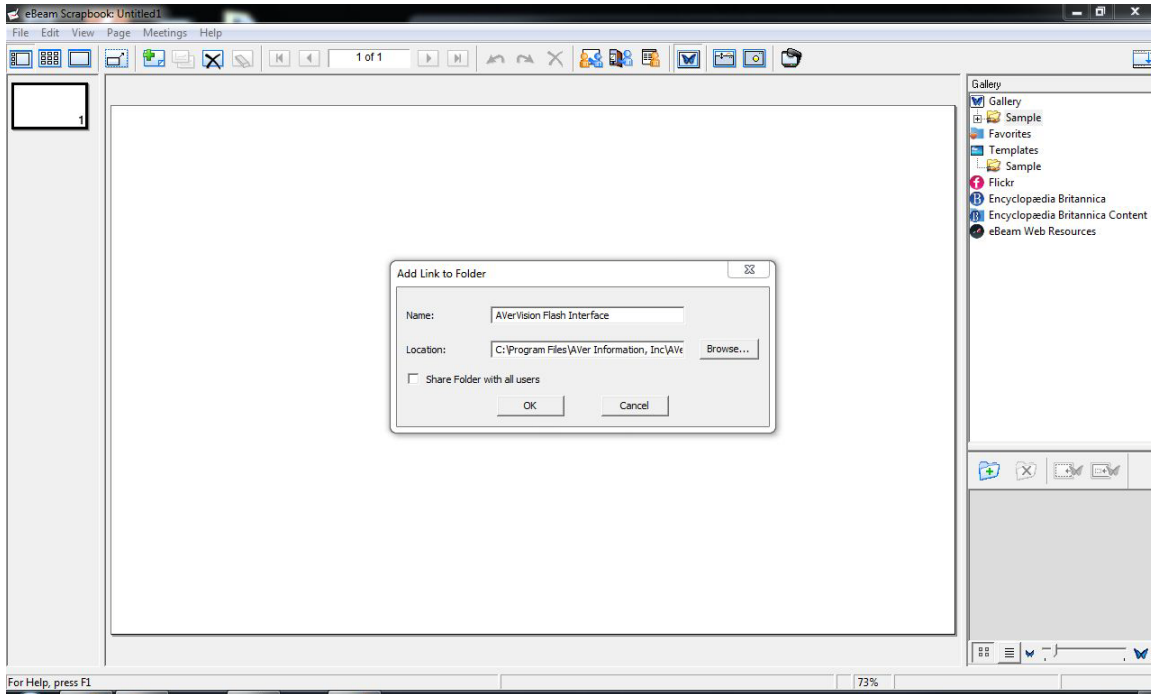 eBeam Scrapbook: Untitled1
File Edit View Page Meetings Help
1 of 1
1
Gallery
Gallery
Sample
Favorites
Templates
Sample
Flickr
Encyclopædia Britannica
Encyclopædia Britannica Content
eBeam Web Resources
Add Link to Folder
Name: AVerVision Flash Interface
Location: C:\Program Files\AVer Information, Inc\AVe Browse...
Share Folder with all users
OK Cancel
For Help, press F1 73%